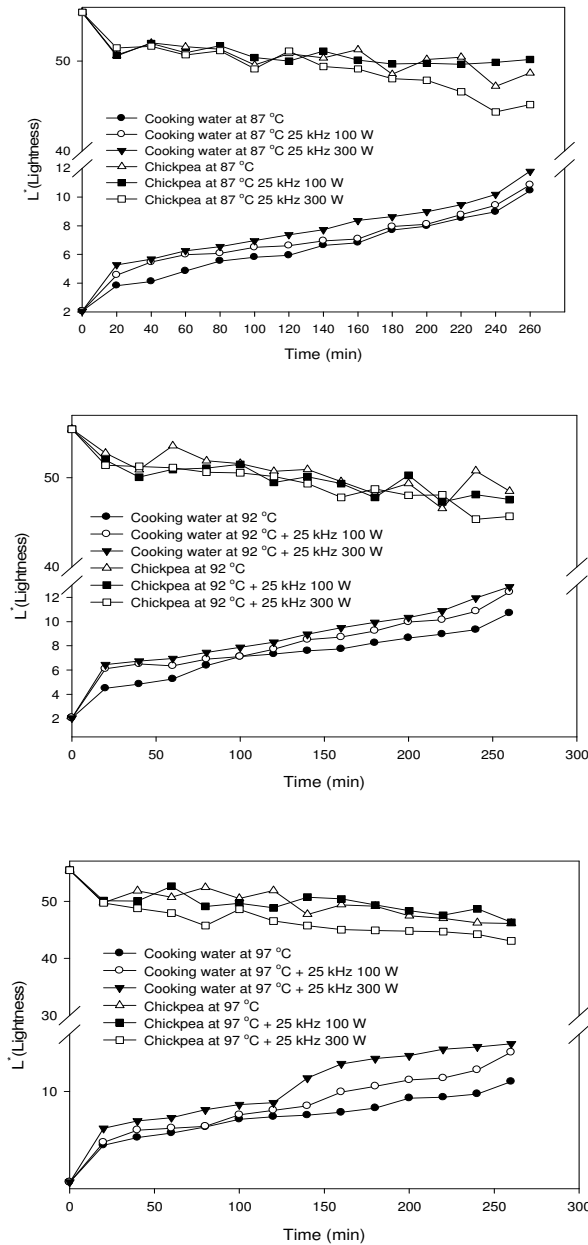 L*(Lightness)
50
40
12
10
8
6
4
2
Cooking water at 87 °C
Cooking water at 87 °C 25 kHz 100 W
Cooking water at 87 °C 25 kHz 300 W
Chickpea at 87 °C
Chickpea at 87 °C 25 kHz 100 W
Chickpea at 87 °C 25 kHz 300 W
0 20 40 60 80 100 120 140 160 180 200 220 240 260
Time (min)
L*(Lightness)
50
40
12
10
8
6
4
2
Cooking water at 92 °C
Cooking water at 92 °C + 25 kHz 100 W
Cooking water at 92 °C + 25 kHz 300 W
Chickpea at 92 °C
Chickpea at 92 °C + 25 kHz 100 W
Chickpea at 92 °C + 25 kHz 300 W
0 50 100 150 200 250 300
Time (min)
L*(Lightness)
50
40
30
10
Cooking water at 97 °C
Cooking water at 97 °C + 25 kHz 100 W
Cooking water at 97 °C + 25 kHz 300 W
Chickpea at 97 °C
Chickpea at 97 °C + 25 kHz 100 W
Chickpea at 97 °C + 25 kHz 300 W
0 50 100 150 200 250 300
Time (min)